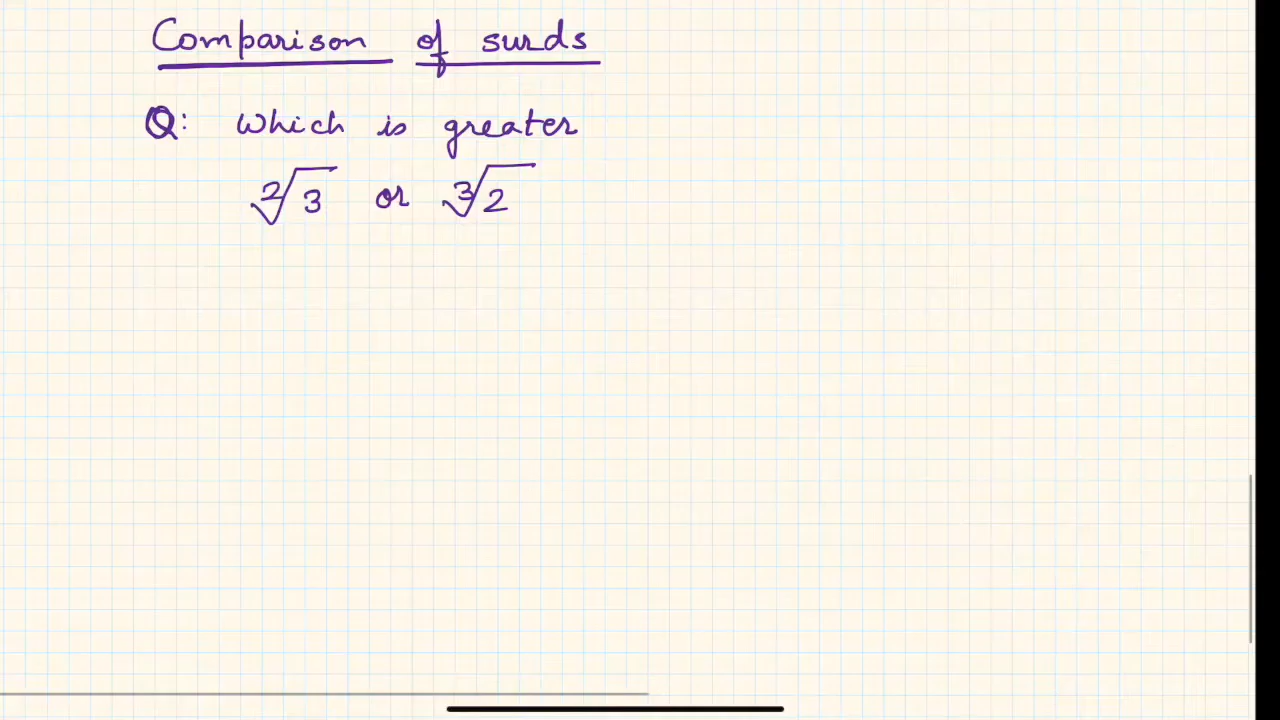 Comparison of surds
Q: Which is greater
²√3 or ³√2